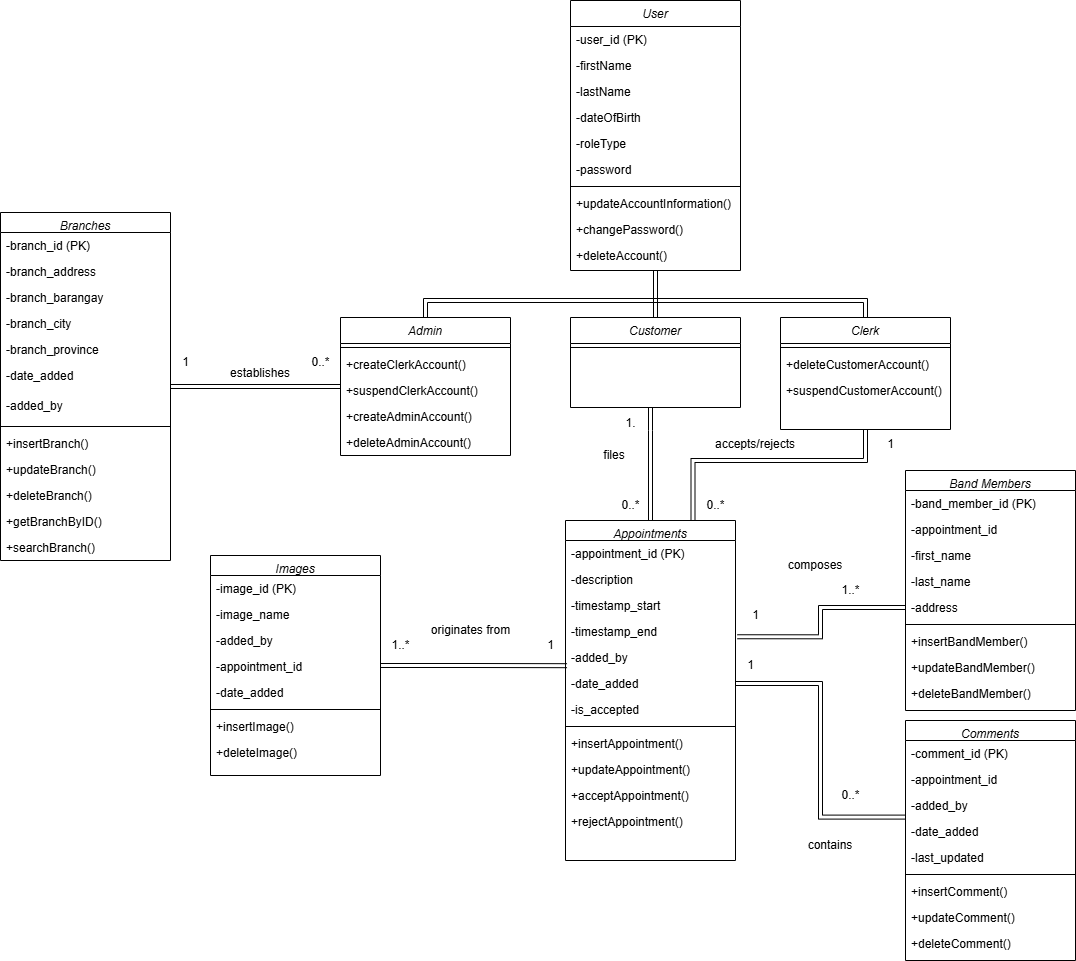 User
-user_id (PK)
-firstName
-lastName
-dateOfBirth
-roleType
-password
+updateAccountInformation()
+changePassword()
+deleteAccount()
Branches
-branch_id (PK)
-branch_address
-branch_barangay
-branch_city
-branch_province
-date_added
-added_by
+insertBranch()
+updateBranch()
+deleteBranch()
+getBranchByID()
+searchBranch()
1
establishes
0..*
Admin
+createClerkAccount()
+suspendClerkAccount()
+createAdminAccount()
+deleteAdminAccount()
Customer
Clerk
+deleteCustomerAccount()
+suspendCustomerAccount()
1.
files
0..*
accepts/rejects
1
0..*
Appointments
-appointment_id (PK)
-description
-timestamp_start
-timestamp_end
-added_by
-date_added
-is_accepted
+insertAppointment()
+updateAppointment()
+acceptAppointment()
+rejectAppointment()
Images
-image_id (PK)
-image_name
-added_by
-appointment_id
-date_added
+insertImage()
+deleteImage()
originates from
1..*
1
composes
1..*
1
Band Members
-band_member_id (PK)
-appointment_id
-first_name
-last_name
-address
+insertBandMember()
+updateBandMember()
+deleteBandMember()
1
0..*
contains
Comments
-comment_id (PK)
-appointment_id
-added_by
-date_added
-last_updated
+insertComment()
+updateComment()
+deleteComment()